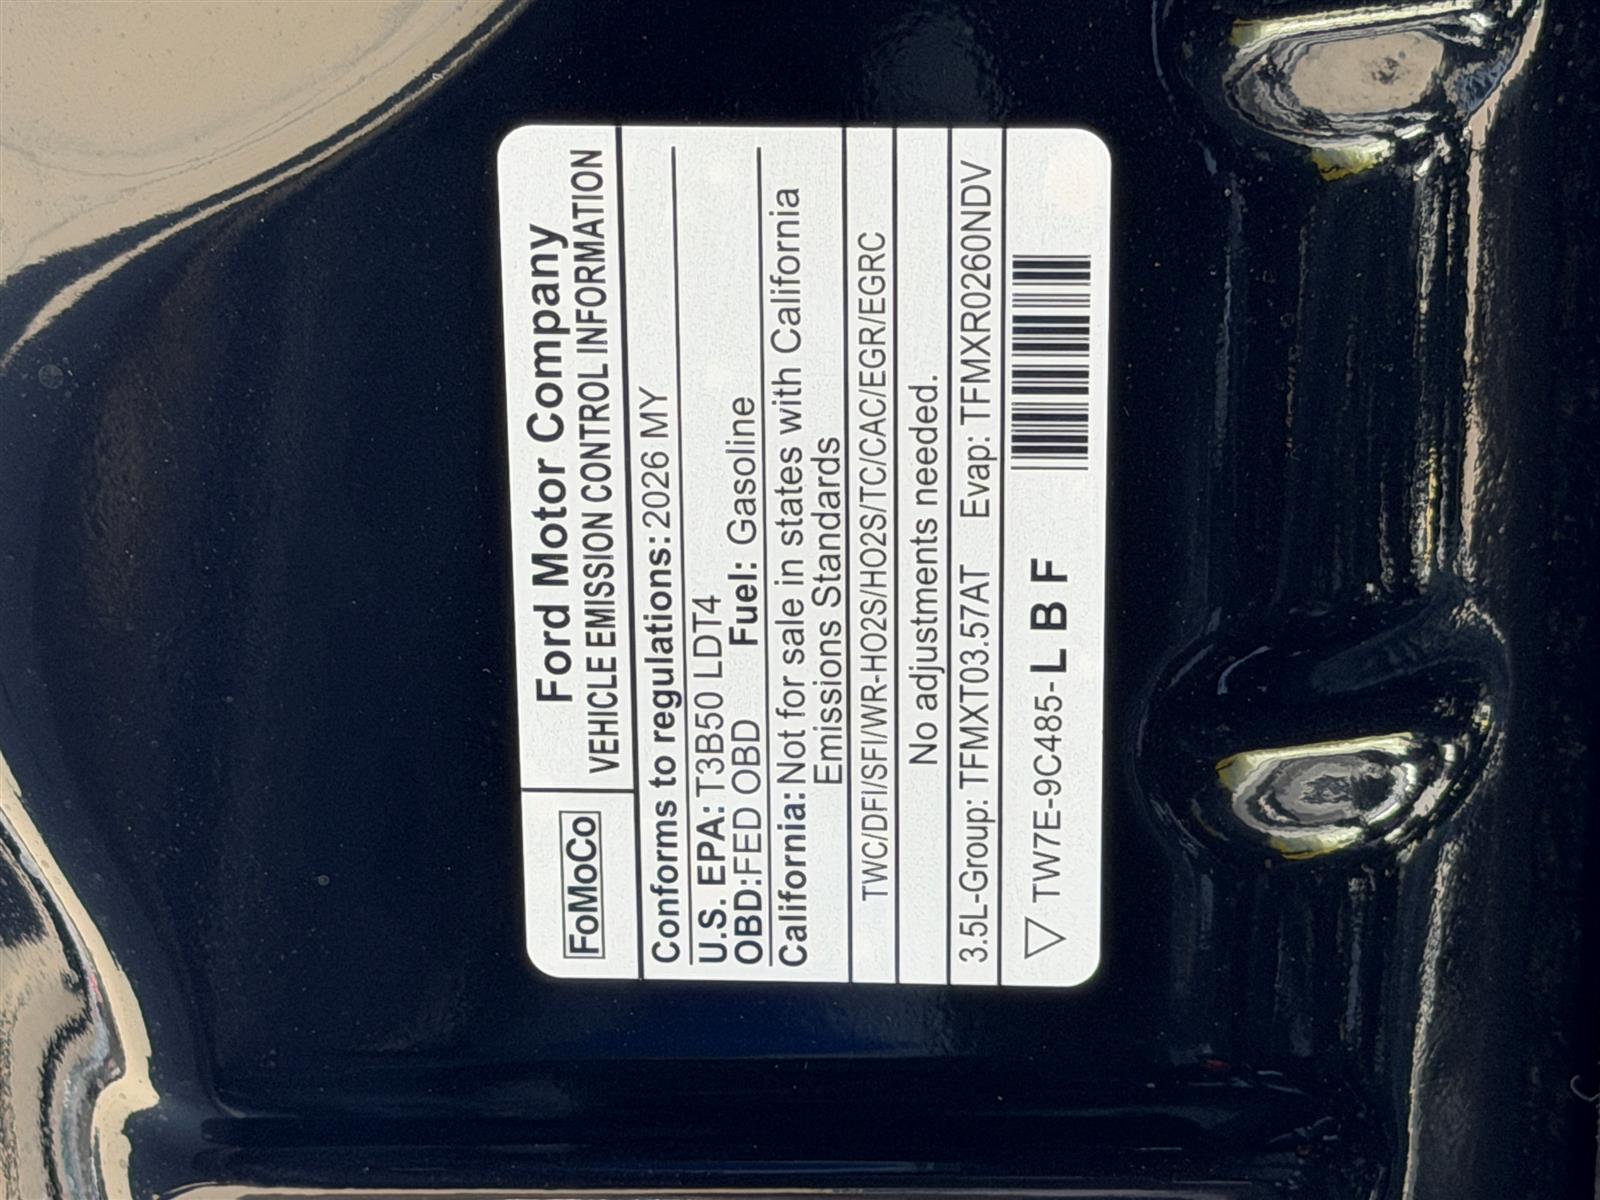 FoMoCo
Ford Motor Company
VEHICLE EMISSION CONTROL INFORMATION
Conforms to regulations: 2026 MY
U.S. EPA: T3B50 LDT4
OBD:FED OBD Fuel: Gasoline
California: Not for sale in states with California
Emissions Standards
TWC/DFI/SFI/WR-HO2S/HO2S/TC/CAC/EGR/EGRC
No adjustments needed.
3.5L-Group: TFMXT03.57AT Evap: TFMXR0260NDV
TW7E-9C485-L B F